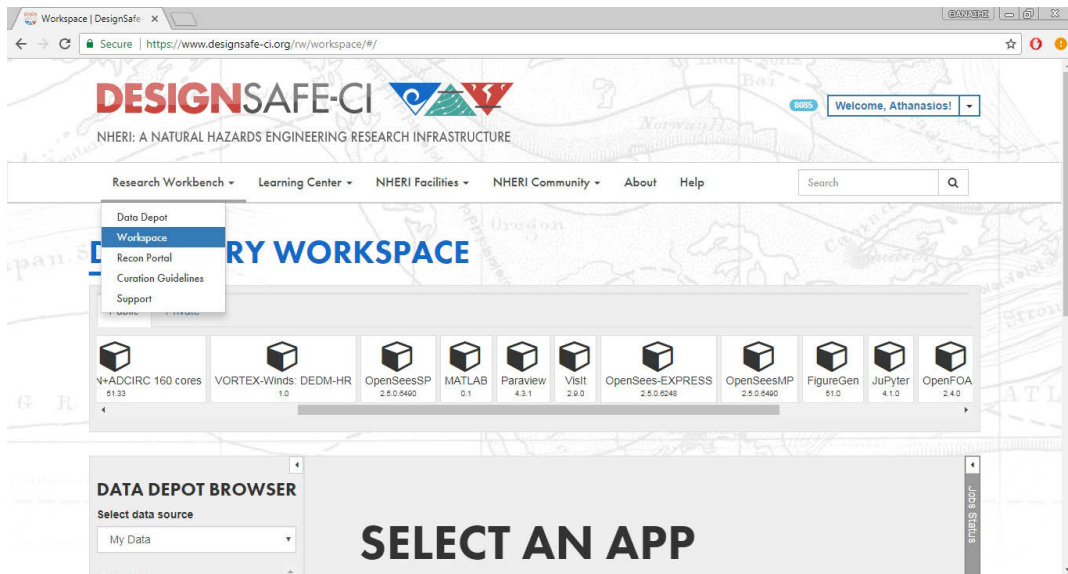 Workspace | DesignSafe
Secure | https://www.designsafe-ci.org/rw/workspace/#/
DESIGNSAFE-CI
NHERI: A NATURAL HAZARDS ENGINEERING RESEARCH INFRASTRUCTURE
8085 Welcome, Athanasios!
Research Workbench Learning Center NHERI Facilities NHERI Community About Help Search
Data Depot
Workspace
Recon Portal
Curation Guidelines
Support
RY WORKSPACE
N+ADCIRC 160 cores VORTEX-Winds: DEDM-HR OpenSeesSP MATLAB Paraview VisIt OpenSees-EXPRESS OpenSeesMP FigureGen JuPyter OpenFOA
51.33 1.0 2.5.0.6490 0.1 4.3.1 2.9.0 2.5.0.6248 2.5.0.6490 51.0 4.1.0 2.4.0
DATA DEPOT BROWSER
Select data source
My Data
SELECT AN APP
Jobs Status